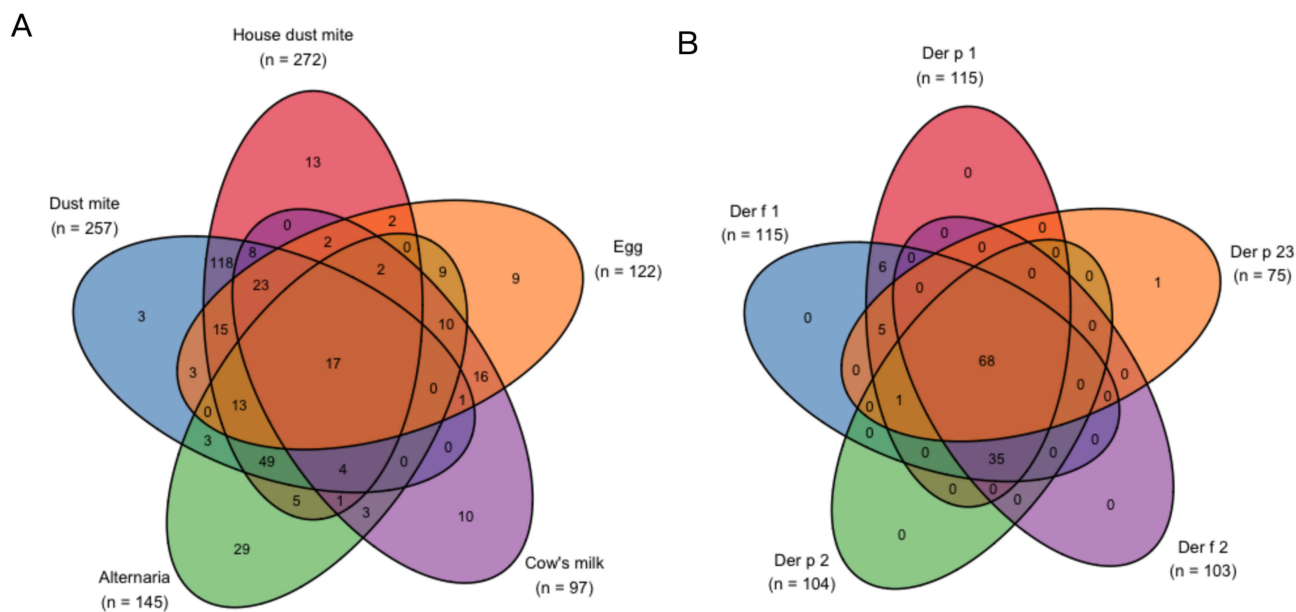 A
House dust mite
(n = 272)
Dust mite
(n = 257)
Egg
(n = 122)
Alternaria
(n = 145)
Cow's milk
(n = 97)
13
0
2
2
0
118
8
9
9
23
2
3
15
10
17
3
0
16
13
1
0
3
49
4
0
0
5
1
3
10
29
B
Der p 1
(n = 115)
Der f 1
(n = 115)
Der p 23
(n = 75)
Der p 2
(n = 104)
Der f 2
(n = 103)
0
0
0
0
0
6
0
0
1
0
0
0
5
0
68
0
0
0
1
0
0
0
0
35
0
0
0
0
0
0
0